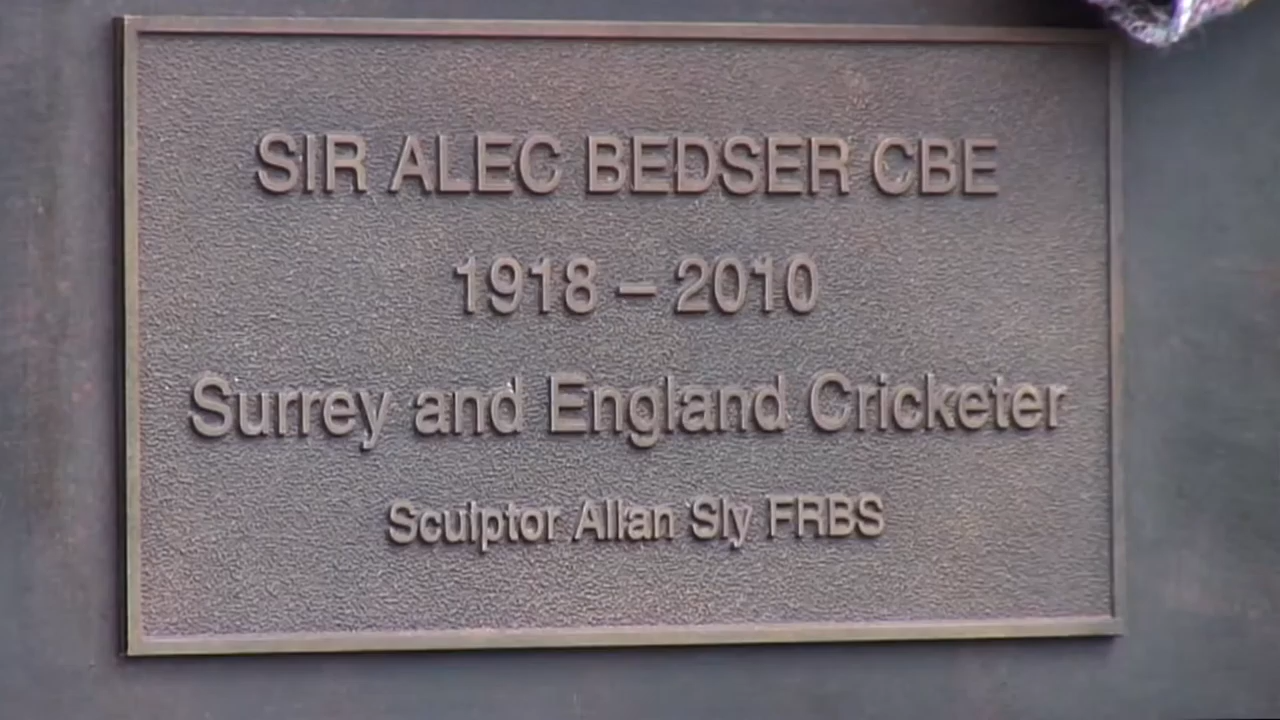 SIR ALEC BEDSER CBE
1918 – 2010
Surrey and England Cricketer
Sculptor Allan Sly FRBS